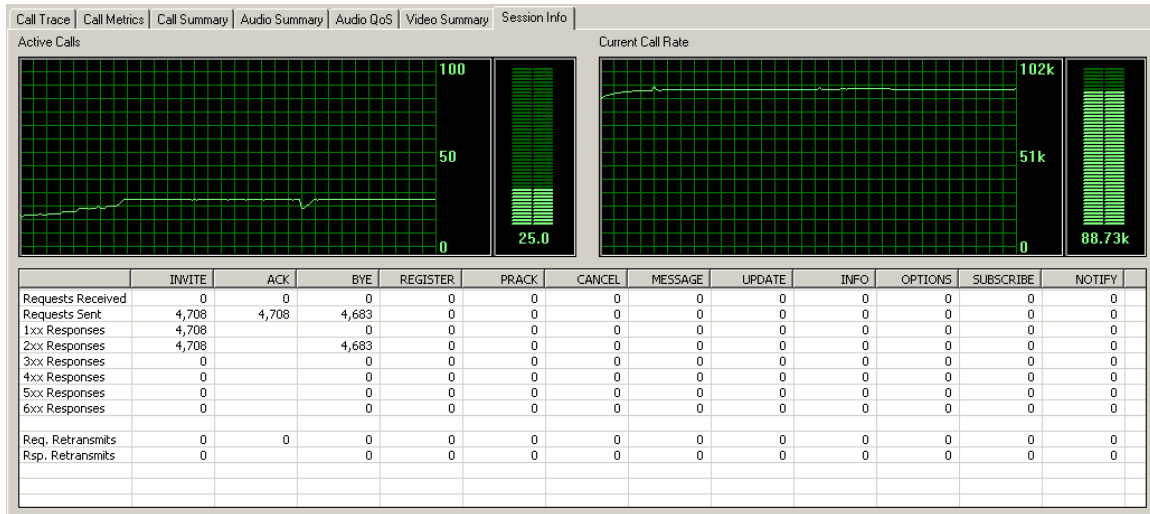 Call Trace Call Metrics Call Summary Audio Summary Audio QoS Video Summary Session Info
Active Calls Current Call Rate
100 102k
50 51k
0 25.0 0 88.73k
INVITE ACK BYE REGISTER PRACK CANCEL MESSAGE UPDATE INFO OPTIONS SUBSCRIBE NOTIFY
Requests Received 0 0 0 0 0 0 0 0 0 0 0 0
Requests Sent 4,708 4,708 4,683 0 0 0 0 0 0 0 0 0
1xx Responses 4,708 0 0 0 0 0 0 0 0 0 0
2xx Responses 4,708 4,683 0 0 0 0 0 0 0 0 0
3xx Responses 0 0 0 0 0 0 0 0 0 0 0
4xx Responses 0 0 0 0 0 0 0 0 0 0 0
5xx Responses 0 0 0 0 0 0 0 0 0 0 0
6xx Responses 0 0 0 0 0 0 0 0 0 0 0
Req. Retransmits 0 0 0 0 0 0 0 0 0 0 0 0
Rsp. Retransmits 0 0 0 0 0 0 0 0 0 0 0